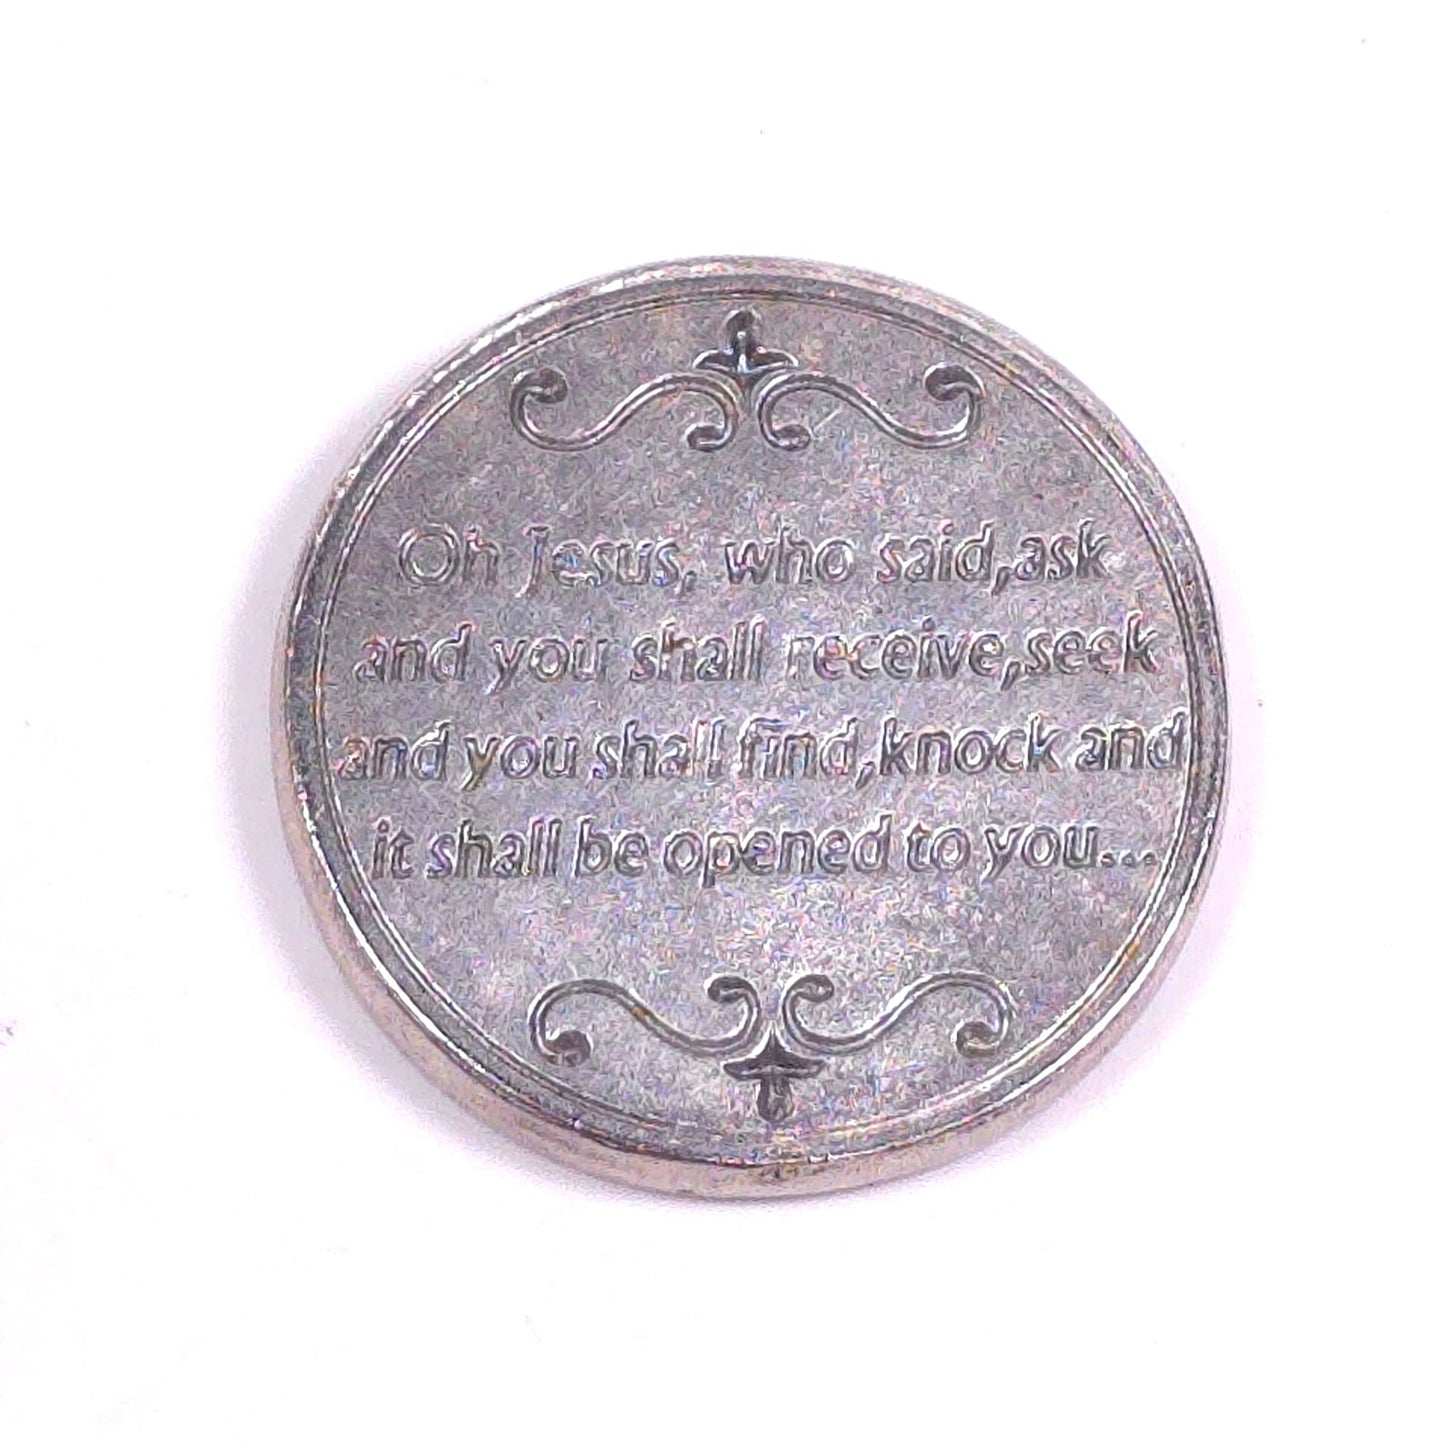 Oh Jesus, who said,ask
and you shall receive,seek
and you shall find,knock and
it shall be opened to you...